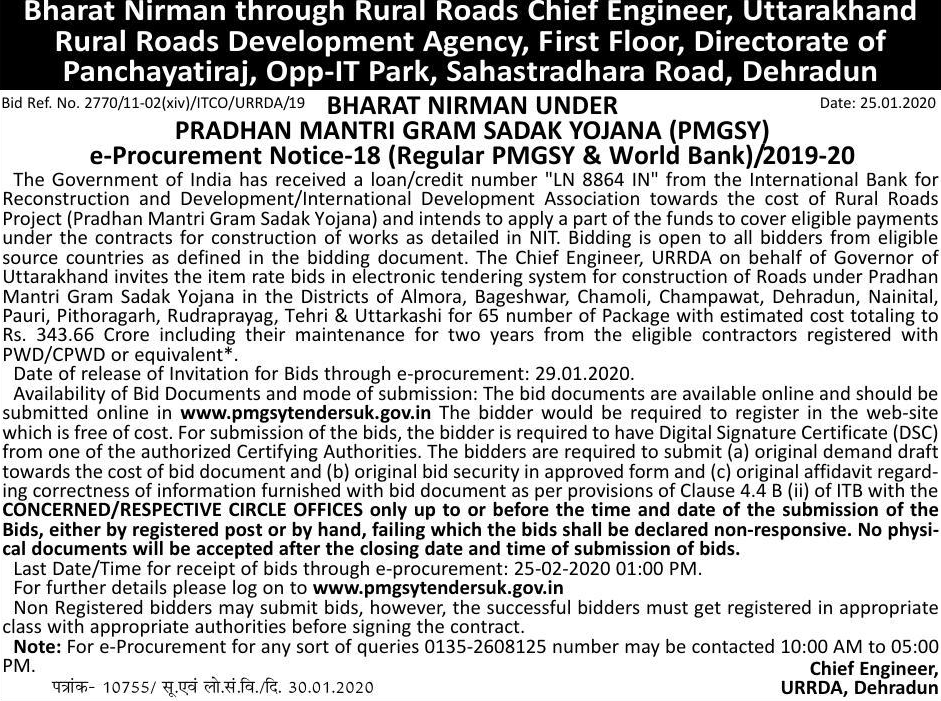 Bharat Nirman through Rural Roads Chief Engineer, Uttarakhand
Rural Roads Development Agency, First Floor, Directorate of
Panchayatiraj, Opp-IT Park, Sahastradhara Road, Dehradun
Bid Ref. No. 2770/11-02(xiv)/ITCO/URRDA/19 BHARAT NIRMAN UNDER Date: 25.01.2020
PRADHAN MANTRI GRAM SADAK YOJANA (PMGSY)
e-Procurement Notice-18 (Regular PMGSY & World Bank)/2019-20
The Government of India has received a loan/credit number "LN 8864 IN" from the International Bank for
Reconstruction and Development/International Development Association towards the cost of Rural Roads
Project (Pradhan Mantri Gram Sadak Yojana) and intends to apply a part of the funds to cover eligible payments
under the contracts for construction of works as detailed in NIT. Bidding is open to all bidders from eligible
source countries as defined in the bidding document. The Chief Engineer, URRDA on behalf of Governor of
Uttarakhand invites the item rate bids in electronic tendering system for construction of Roads under Pradhan
Mantri Gram Sadak Yojana in the Districts of Almora, Bageshwar, Chamoli, Champawat, Dehradun, Nainital,
Pauri, Pithoragarh, Rudraprayag, Tehri & Uttarkashi for 65 number of Package with estimated cost totaling to
Rs. 343.66 Crore including their maintenance for two years from the eligible contractors registered with
PWD/CPWD or equivalent*.
Date of release of Invitation for Bids through e-procurement: 29.01.2020.
Availability of Bid Documents and mode of submission: The bid documents are available online and should be
submitted online in www.pmgsytendersuk.gov.in The bidder would be required to register in the web-site
which is free of cost. For submission of the bids, the bidder is required to have Digital Signature Certificate (DSC)
from one of the authorized Certifying Authorities. The bidders are required to submit (a) original demand draft
towards the cost of bid document and (b) original bid security in approved form and (c) original affidavit regard-
ing correctness of information furnished with bid document as per provisions of Clause 4.4 B (ii) of ITB with the
CONCERNED/RESPECTIVE CIRCLE OFFICES only up to or before the time and date of the submission of the
Bids, either by registered post or by hand, failing which the bids shall be declared non-responsive. No physi-
cal documents will be accepted after the closing date and time of submission of bids.
Last Date/Time for receipt of bids through e-procurement: 25-02-2020 01:00 PM.
For further details please log on to www.pmgsytendersuk.gov.in
Non Registered bidders may submit bids, however, the successful bidders must get registered in appropriate
class with appropriate authorities before signing the contract.
Note: For e-Procurement for any sort of queries 0135-2608125 number may be contacted 10:00 AM to 05:00
PM.
Chief Engineer,
पत्रांक- 10755/ सू.एवं लो.सं.वि./दि. 30.01.2020 URRDA, Dehradun